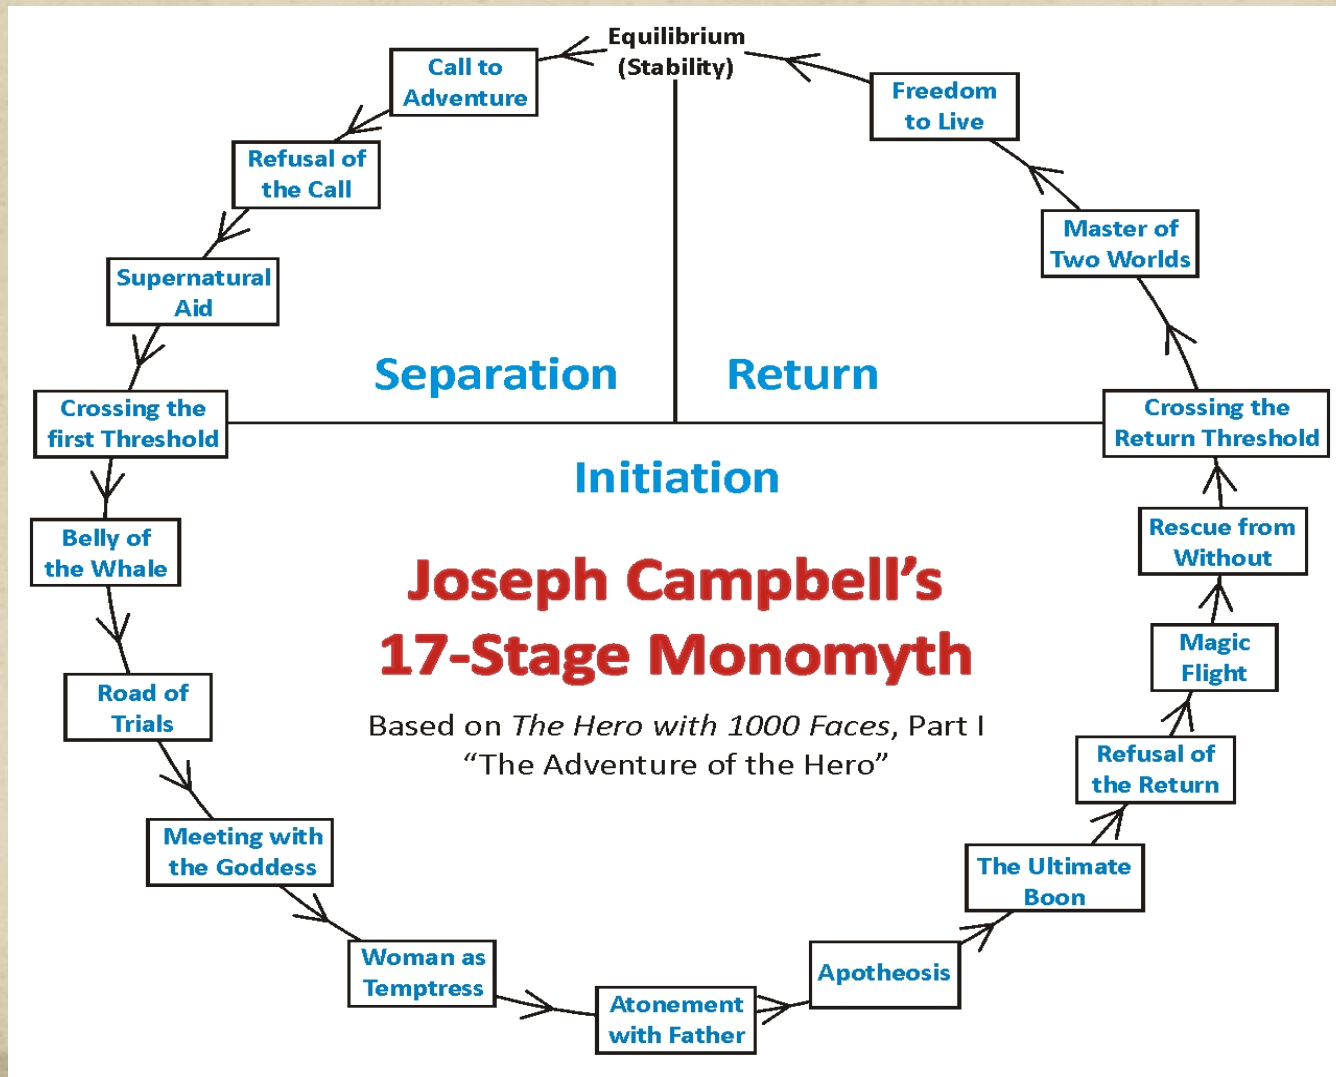 Equilibrium
(Stability)
Call to
Adventure
Refusal of
the Call
Supernatural
Aid
Crossing the
first Threshold
Belly of
the Whale
Road of
Trials
Meeting with
the Goddess
Woman as
Temptress
Atonement
with Father
Apotheosis
The Ultimate
Boon
Refusal of
the Return
Magic
Flight
Rescue from
Without
Crossing the
Return Threshold
Master of
Two Worlds
Freedom
to Live
Separation
Return
Initiation
Joseph Campbell’s
17-Stage Monomyth
Based on The Hero with 1000 Faces, Part I
“The Adventure of the Hero”